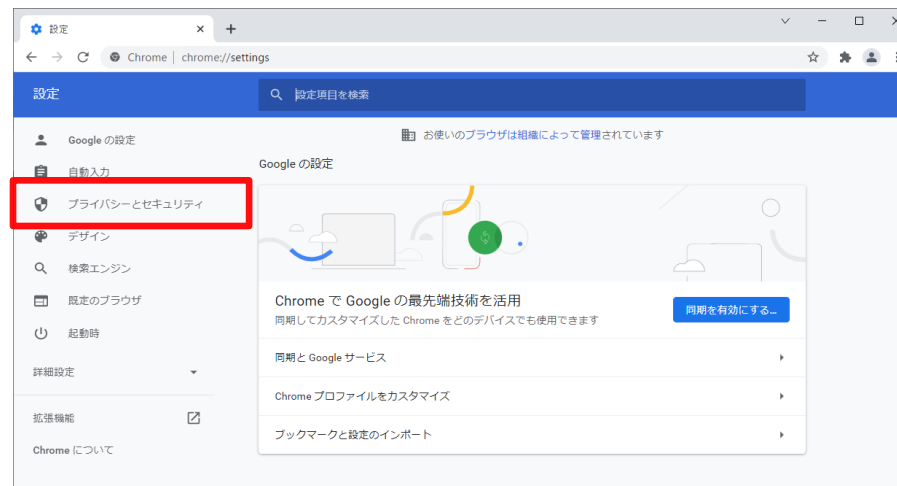 設定
Chrome | chrome://settings
設定
設定項目を検索
お使いのブラウザは組織によって管理されています
Google の設定
自動入力
プライバシーとセキュリティ
デザイン
検索エンジン
既定のブラウザ
起動時
詳細設定
拡張機能
Chrome について
Google の設定
Chrome で Google の最先端技術を活用
同期してカスタマイズした Chrome をどのデバイスでも使用できます
同期を有効にする...
同期と Google サービス
Chrome プロファイルをカスタマイズ
ブックマークと設定のインポート